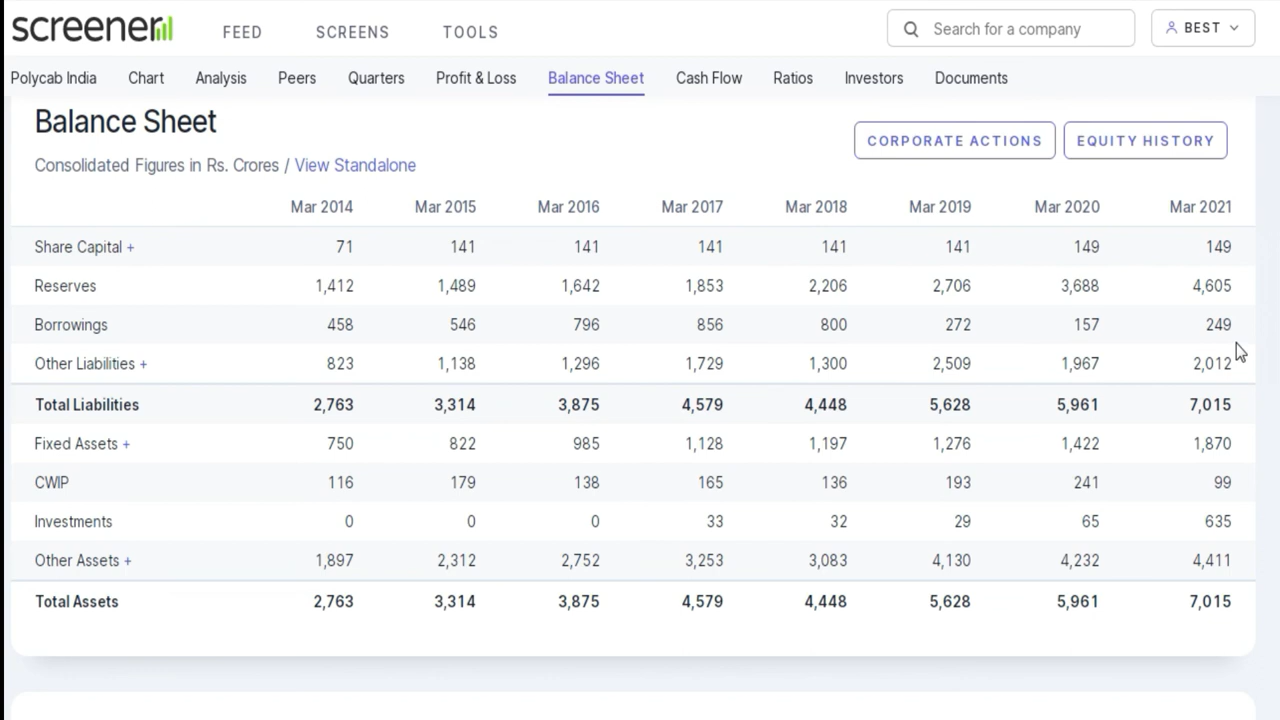 screener FEED SCREENS TOOLS Search for a company BEST
Polycab India Chart Analysis Peers Quarters Profit & Loss Balance Sheet Cash Flow Ratios Investors Documents
Balance Sheet
CORPORATE ACTIONS EQUITY HISTORY
Consolidated Figures in Rs. Crores / View Standalone
Mar 2014 Mar 2015 Mar 2016 Mar 2017 Mar 2018 Mar 2019 Mar 2020 Mar 2021
Share Capital + 71 141 141 141 141 141 149 149
Reserves 1,412 1,489 1,642 1,853 2,206 2,706 3,688 4,605
Borrowings 458 546 796 856 800 272 157 249
Other Liabilities + 823 1,138 1,296 1,729 1,300 2,509 1,967 2,012
Total Liabilities 2,763 3,314 3,875 4,579 4,448 5,628 5,961 7,015
Fixed Assets + 750 822 985 1,128 1,197 1,276 1,422 1,870
CWIP 116 179 138 165 136 193 241 99
Investments 0 0 0 33 32 29 65 635
Other Assets + 1,897 2,312 2,752 3,253 3,083 4,130 4,232 4,411
Total Assets 2,763 3,314 3,875 4,579 4,448 5,628 5,961 7,015